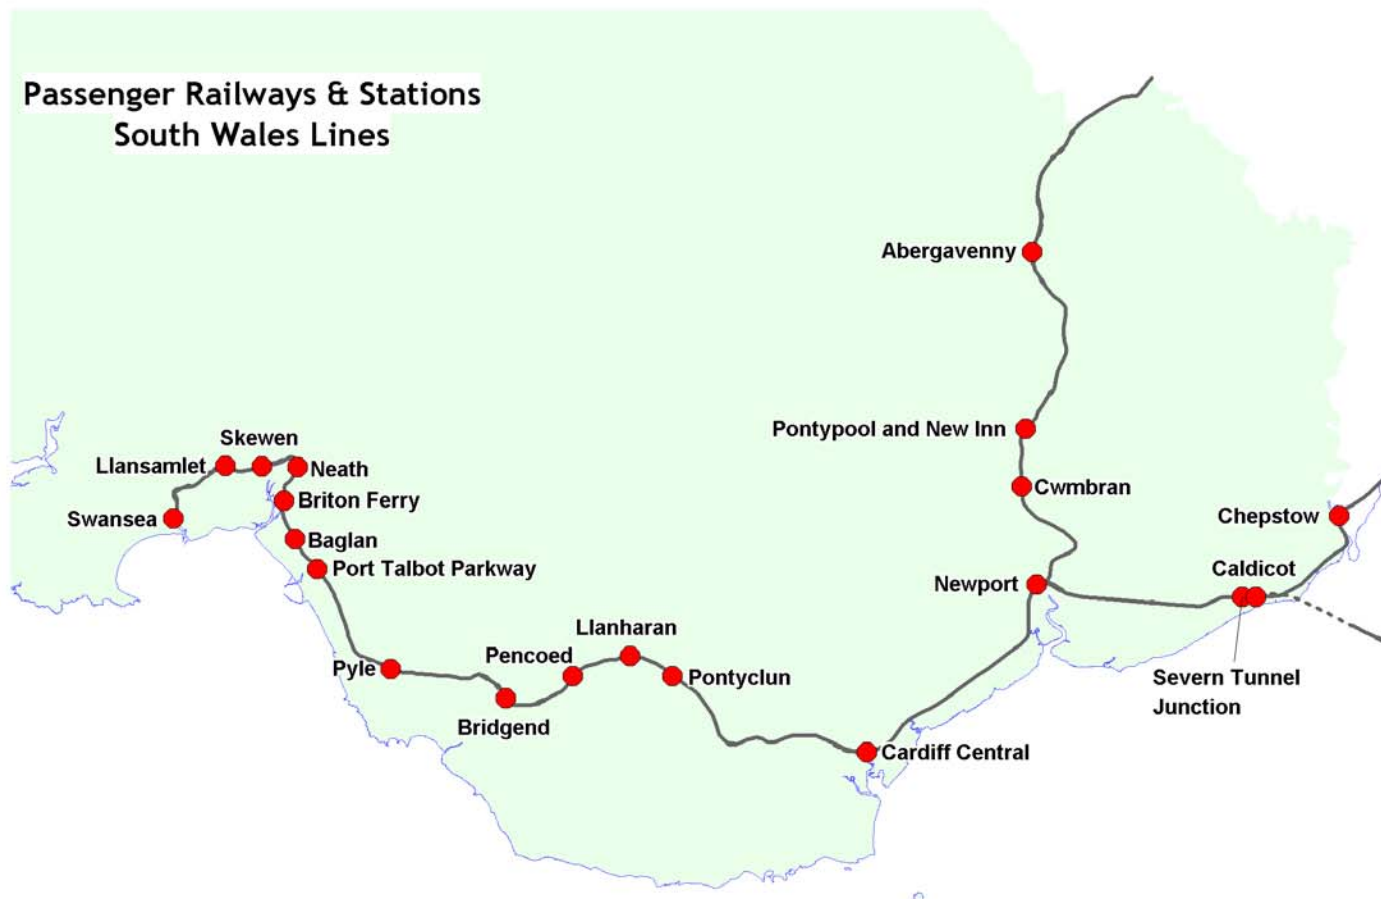 Passenger Railways & Stations
South Wales Lines
Abergavenny
Pontypool and New Inn
Skewen
Llansamlet
Neath
Cwmbran
Briton Ferry
Swansea
Chepstow
Baglan
Port Talbot Parkway
Caldicot
Newport
Llanharan
Pencoed
Pyle
Pontyclun
Severn Tunnel
Junction
Bridgend
Cardiff Central